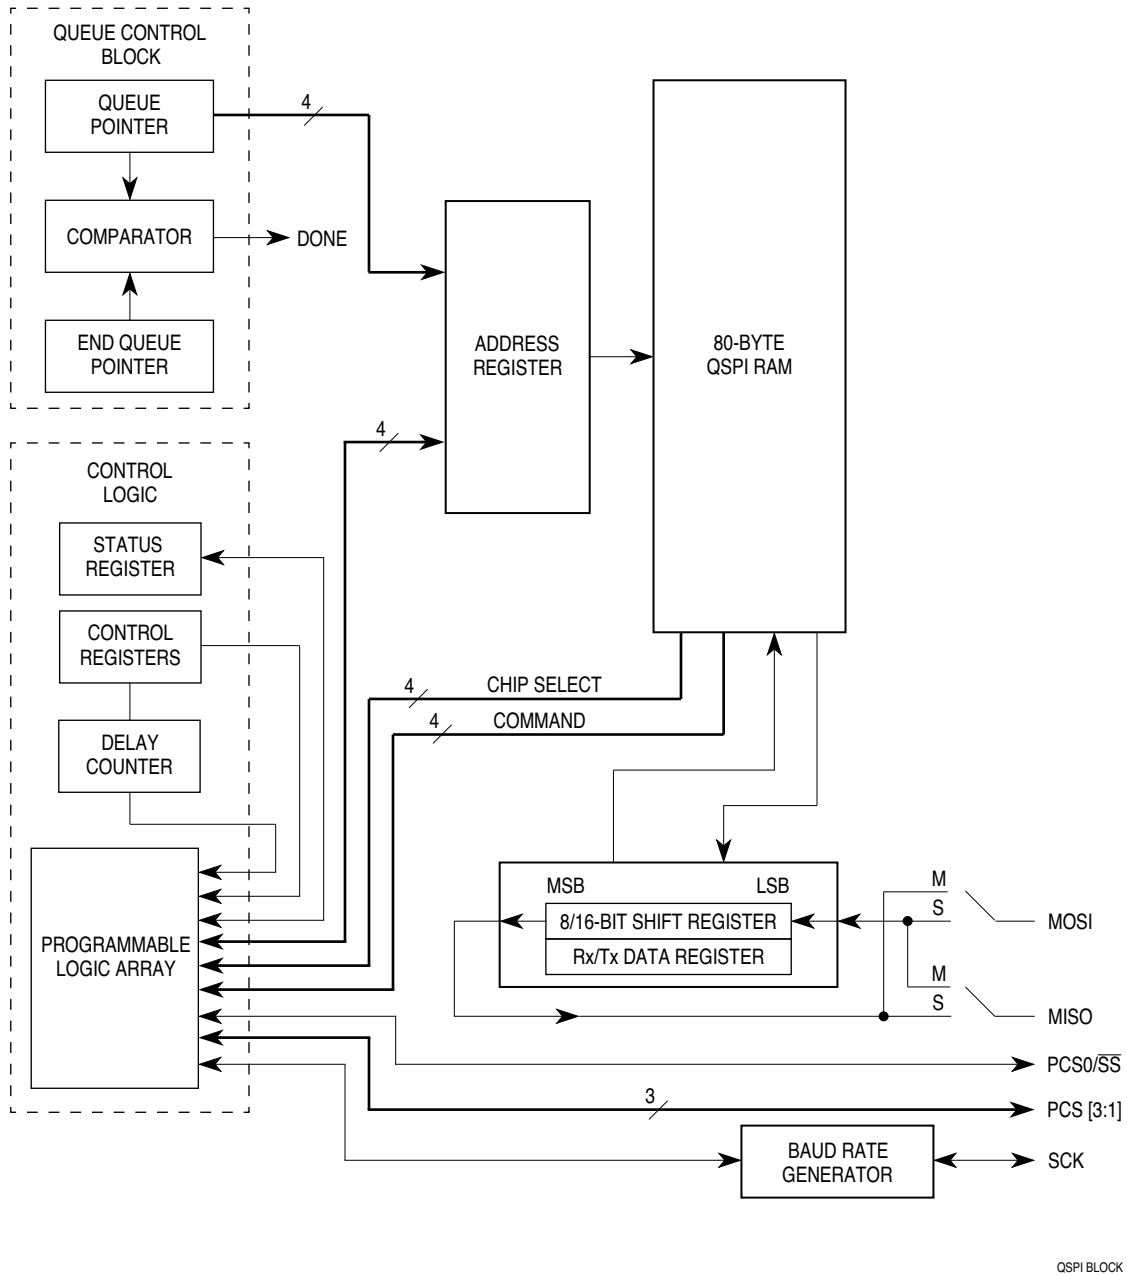 QUEUE CONTROL
BLOCK
QUEUE
POINTER
4
COMPARATOR
DONE
END QUEUE
POINTER
ADDRESS
REGISTER
80-BYTE
QSPI RAM
4
CONTROL
LOGIC
STATUS
REGISTER
CONTROL
REGISTERS
DELAY
COUNTER
4
CHIP SELECT
4
COMMAND
PROGRAMMABLE
LOGIC ARRAY
MSB
LSB
8/16-BIT SHIFT REGISTER
Rx/Tx DATA REGISTER
M
S
MOSI
M
S
MISO
PCS0/S̅S̅
3
PCS [3:1]
BAUD RATE
GENERATOR
SCK
QSPI BLOCK